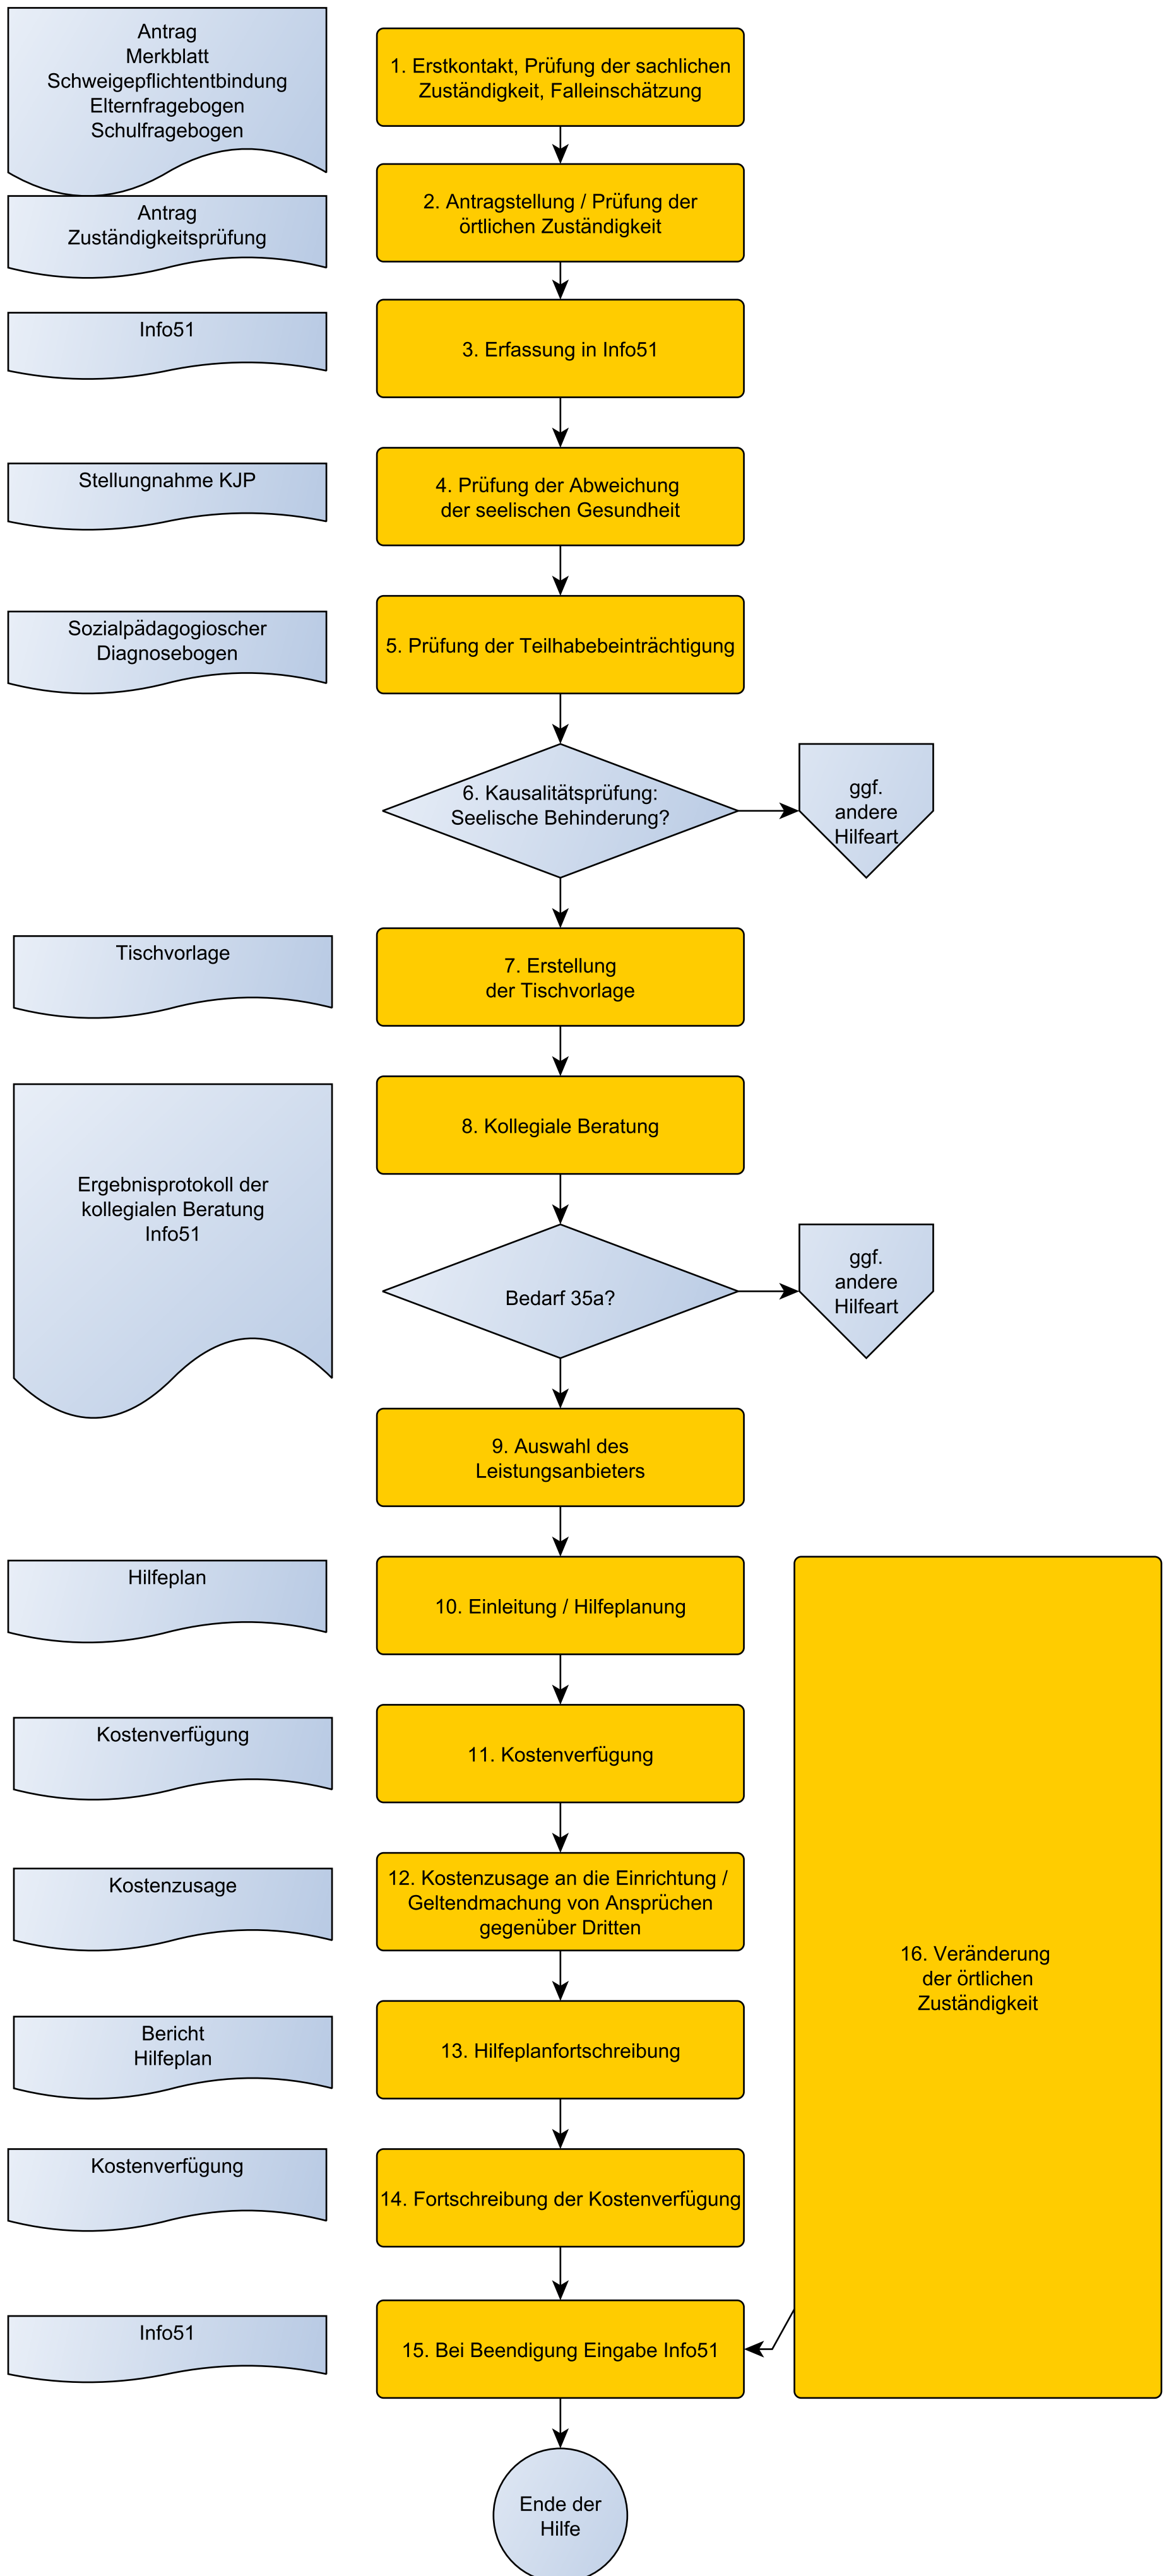 Antrag
Merkblatt
Schweigepflichtentbindung
Elternfragebogen
Schulfragebogen
1. Erstkontakt, Prüfung der sachlichen
Zuständigkeit, Falleinschätzung
Antrag
Zuständigkeitsprüfung
2. Antragstellung / Prüfung der
örtlichen Zuständigkeit
Info51
3. Erfassung in Info51
Stellungnahme KJP
4. Prüfung der Abweichung
der seelischen Gesundheit
Sozialpädagogioscher
Diagnosebogen
5. Prüfung der Teilhabebeinträchtigung
6. Kausalitätsprüfung:
Seelische Behinderung?
ggf.
andere
Hilfeart
Tischvorlage
7. Erstellung
der Tischvorlage
8. Kollegiale Beratung
Ergebnisprotokoll der
kollegialen Beratung
Info51
Bedarf 35a?
ggf.
andere
Hilfeart
9. Auswahl des
Leistungsanbieters
Hilfeplan
10. Einleitung / Hilfeplanung
Kostenverfügung
11. Kostenverfügung
Kostenzusage
12. Kostenzusage an die Einrichtung /
Geltendmachung von Ansprüchen
gegenüber Dritten
16. Veränderung
der örtlichen
Zuständigkeit
Bericht
Hilfeplan
13. Hilfeplanfortschreibung
Kostenverfügung
14. Fortschreibung der Kostenverfügung
Info51
15. Bei Beendigung Eingabe Info51
Ende der
Hilfe